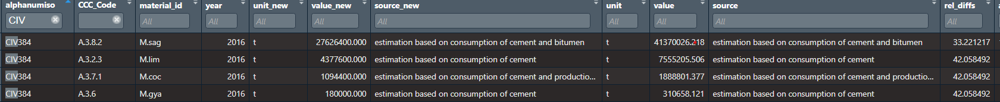 alphanumiso CCC_Code material_id year unit_new value_new source_new unit value source rel_diffs
CIV All All All All All All All All All
CIV384 A.3.8.2 M.sag 2016 t 27626400.000 estimation based on consumption of cement and bitumen t 41370026.218 estimation based on consumption of cement and bitumen 33.221217
CIV384 A.3.2.3 M.lim 2016 t 4377600.000 estimation based on consumption of cement t 7555205.506 estimation based on consumption of cement 42.058492
CIV384 A.3.7.1 M.coc 2016 t 1094400.000 estimation based on consumption of cement and productio... t 1888801.377 estimation based on consumption of cement and productio... 42.058492
CIV384 A.3.6 M.gya 2016 t 180000.000 estimation based on consumption of cement t 310658.121 estimation based on consumption of cement 42.058492